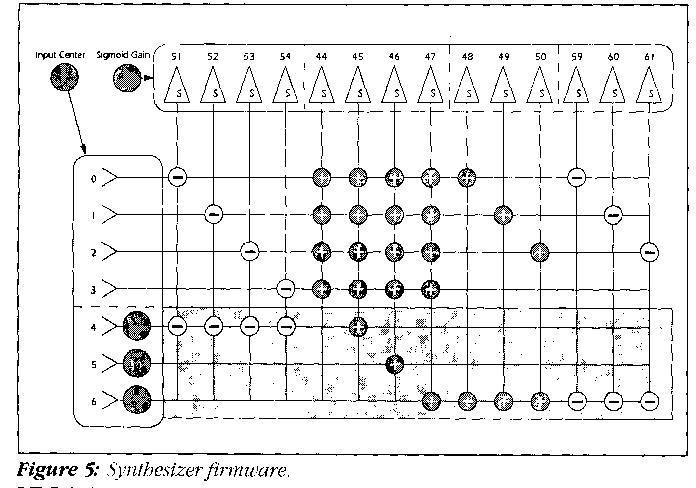 Input Center Sigmoid Gain 51 52 53 54 44 45 46 47 48 49 50 59 60 61
S S S S S S S S S S S S S S
0
1
2
3
4
5
6
Figure 5: Synthesizer firmware.